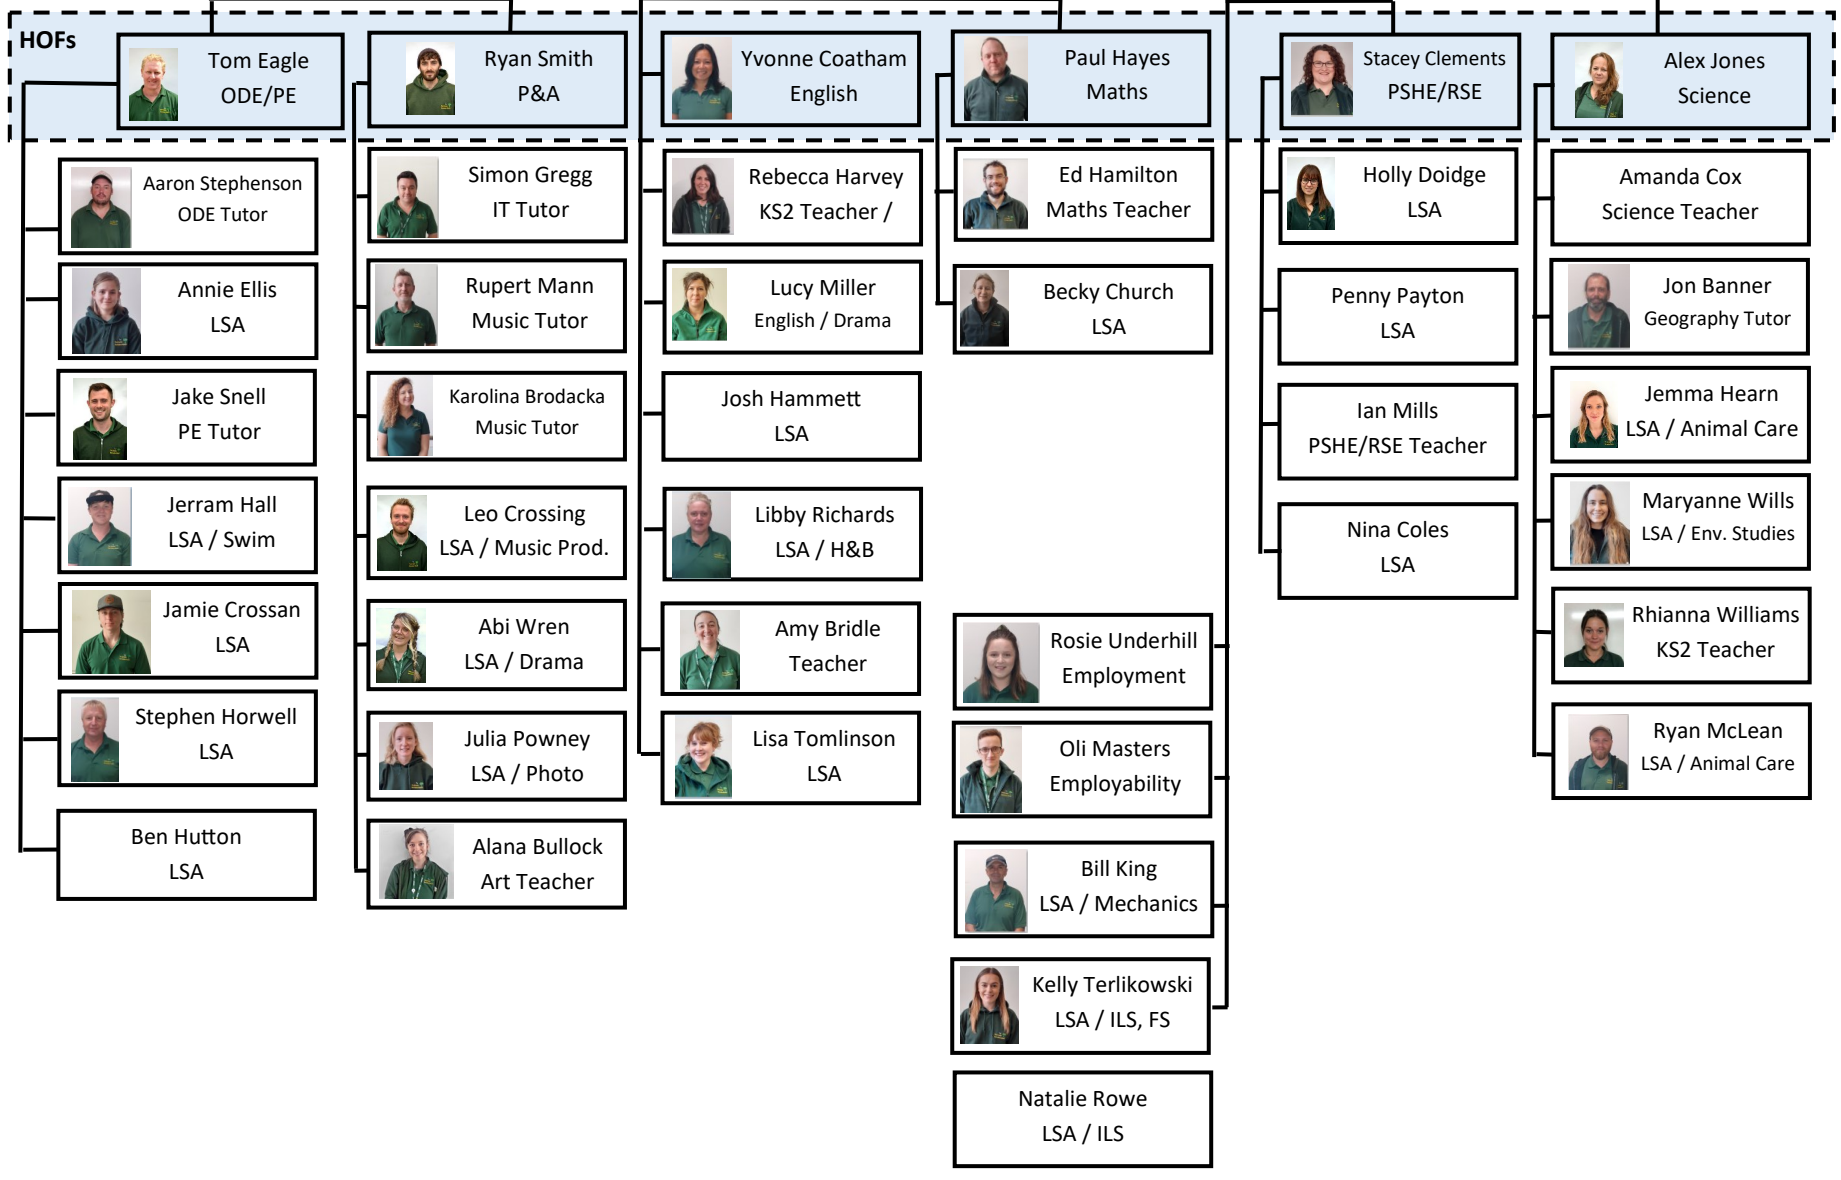 HOFs
Tom Eagle
ODE/PE
Ryan Smith
P&A
Yvonne Coatham
English
Paul Hayes
Maths
Stacey Clements
PSHE/RSE
Alex Jones
Science
Aaron Stephenson
ODE Tutor
Annie Ellis
LSA
Jake Snell
PE Tutor
Jerram Hall
LSA / Swim
Jamie Crossan
LSA
Stephen Horwell
LSA
Ben Hutton
LSA
Simon Gregg
IT Tutor
Rupert Mann
Music Tutor
Karolina Brodacka
Music Tutor
Leo Crossing
LSA / Music Prod.
Abi Wren
LSA / Drama
Julia Powney
LSA / Photo
Alana Bullock
Art Teacher
Rebecca Harvey
KS2 Teacher /
Lucy Miller
English / Drama
Josh Hammett
LSA
Libby Richards
LSA / H&B
Amy Bridle
Teacher
Lisa Tomlinson
LSA
Ed Hamilton
Maths Teacher
Becky Church
LSA
Rosie Underhill
Employment
Oli Masters
Employability
Bill King
LSA / Mechanics
Kelly Terlikowski
LSA / ILS, FS
Natalie Rowe
LSA / ILS
Holly Doidge
LSA
Penny Payton
LSA
Ian Mills
PSHE/RSE Teacher
Nina Coles
LSA
Amanda Cox
Science Teacher
Jon Banner
Geography Tutor
Jemma Hearn
LSA / Animal Care
Maryanne Wills
LSA / Env. Studies
Rhianna Williams
KS2 Teacher
Ryan McLean
LSA / Animal Care